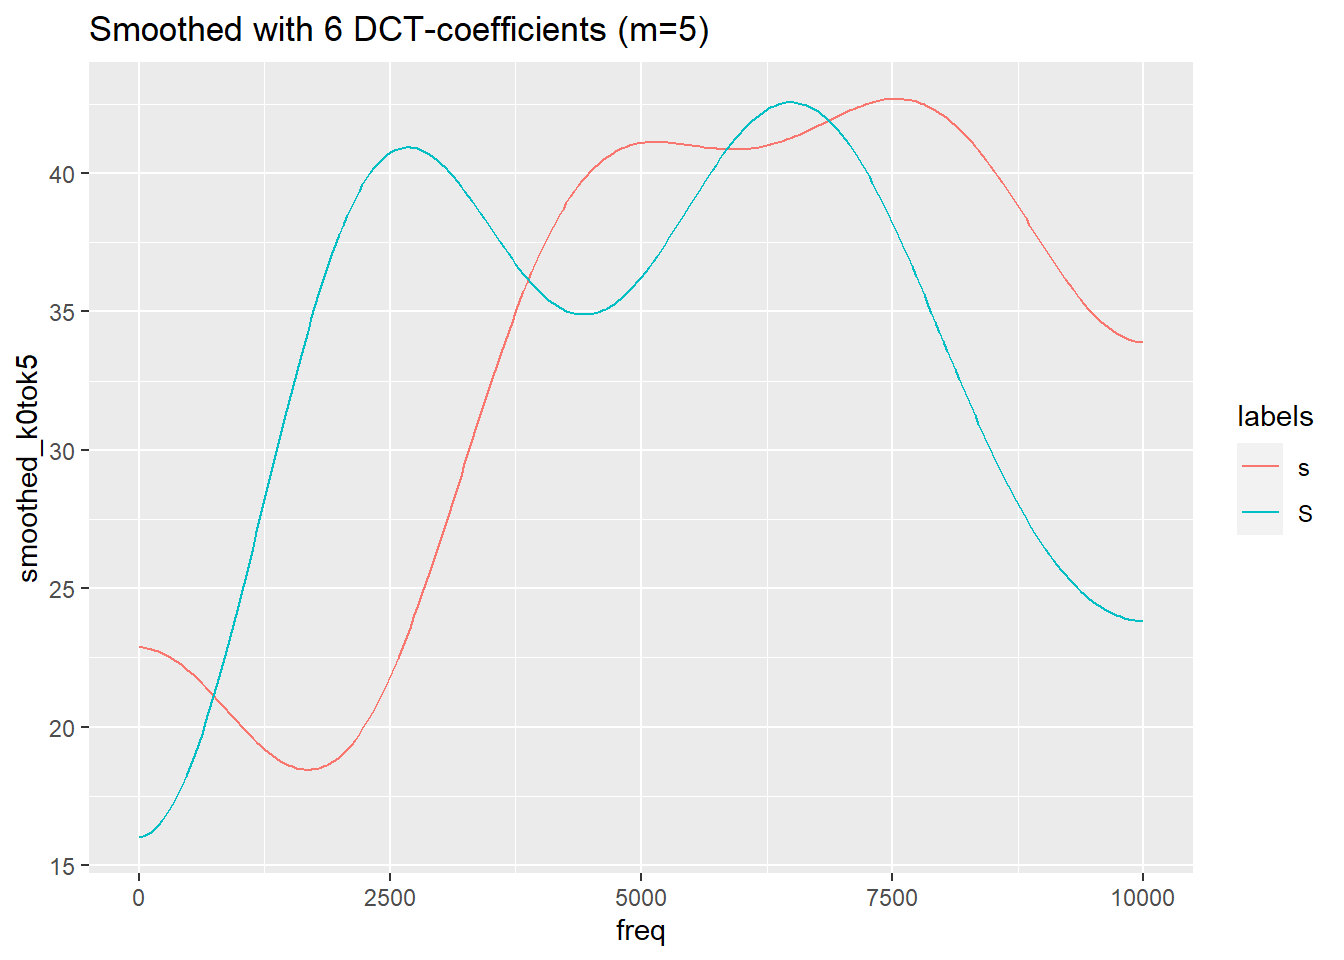 Smoothed with 6 DCT-coefficients (m=5)
smoothed_k0tok5
40
35
30
25
20
15
0 2500 5000 7500 10000
freq
labels
s
S